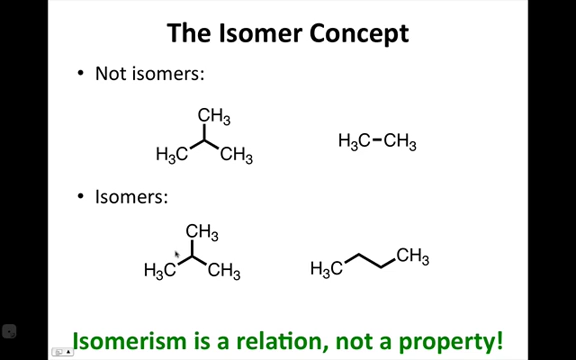 The Isomer Concept
• Not isomers:
CH₃
H₃C CH₃
H₃C-CH₃
• Isomers:
CH₃
H₃C CH₃
H₃C CH₃
Isomerism is a relation, not a property!